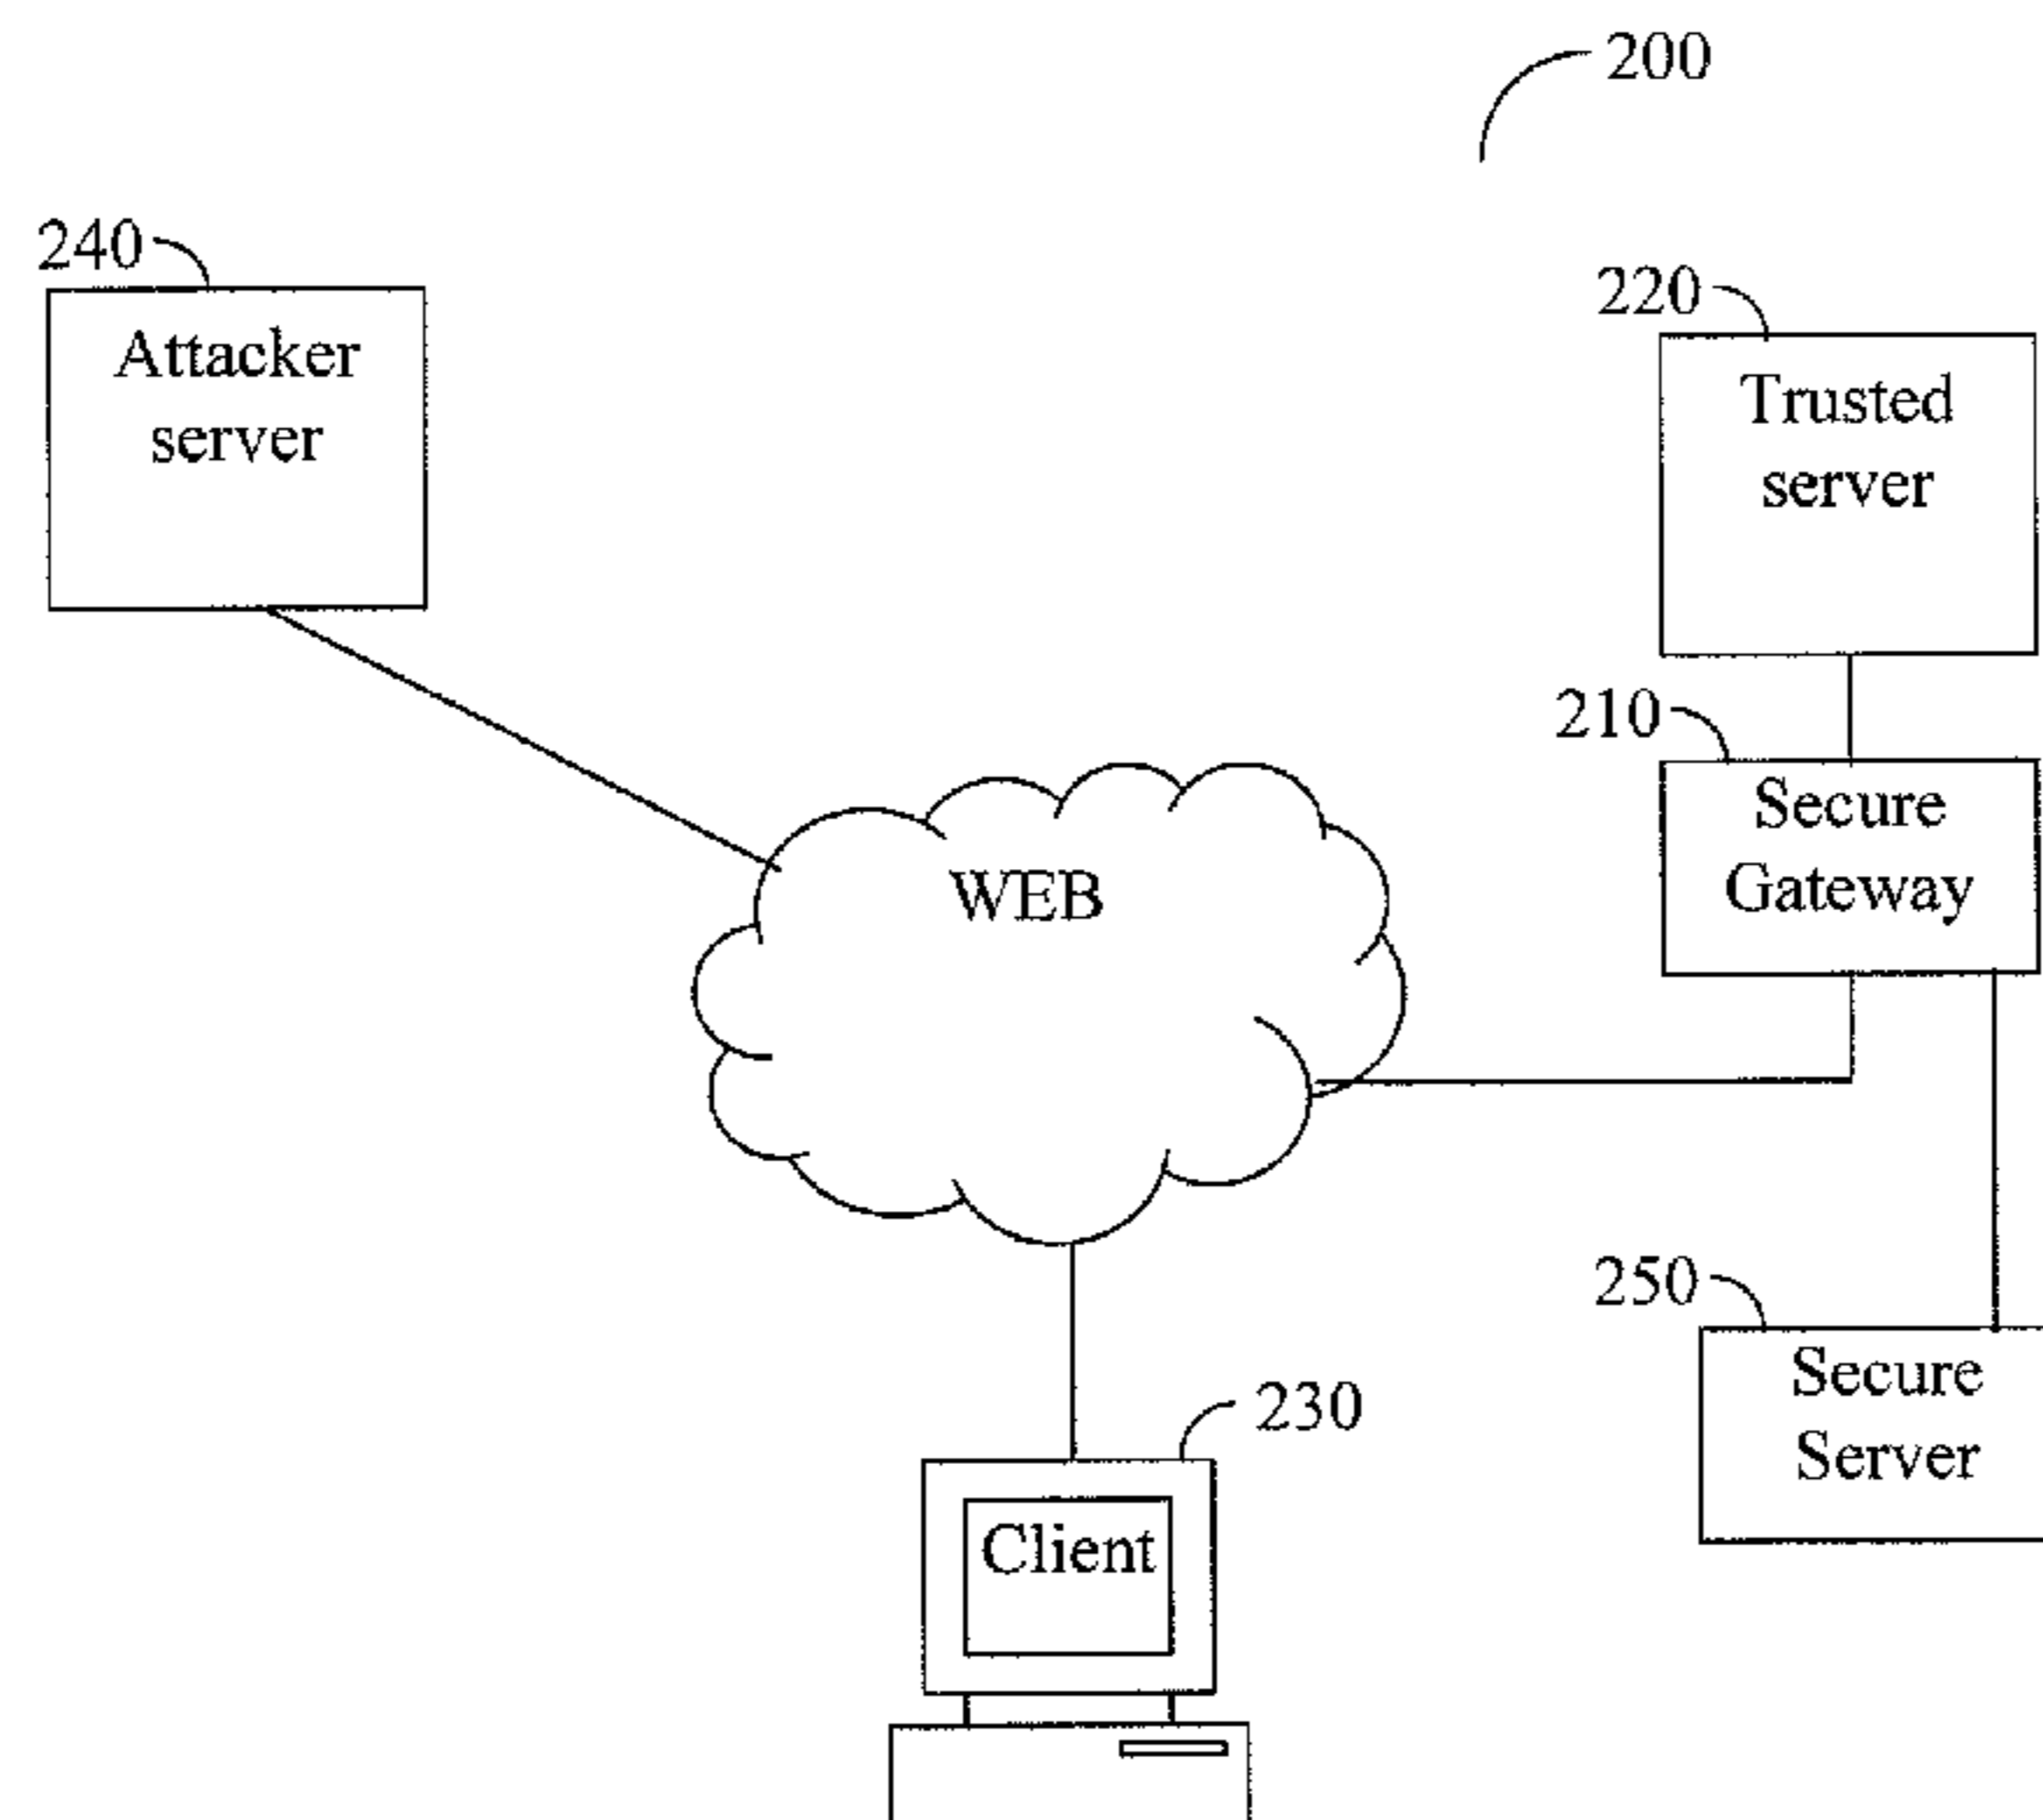 200
240
Attacker
server
220
Trusted
server
210
Secure
Gateway
WEB
250
Secure
Server
230
Client